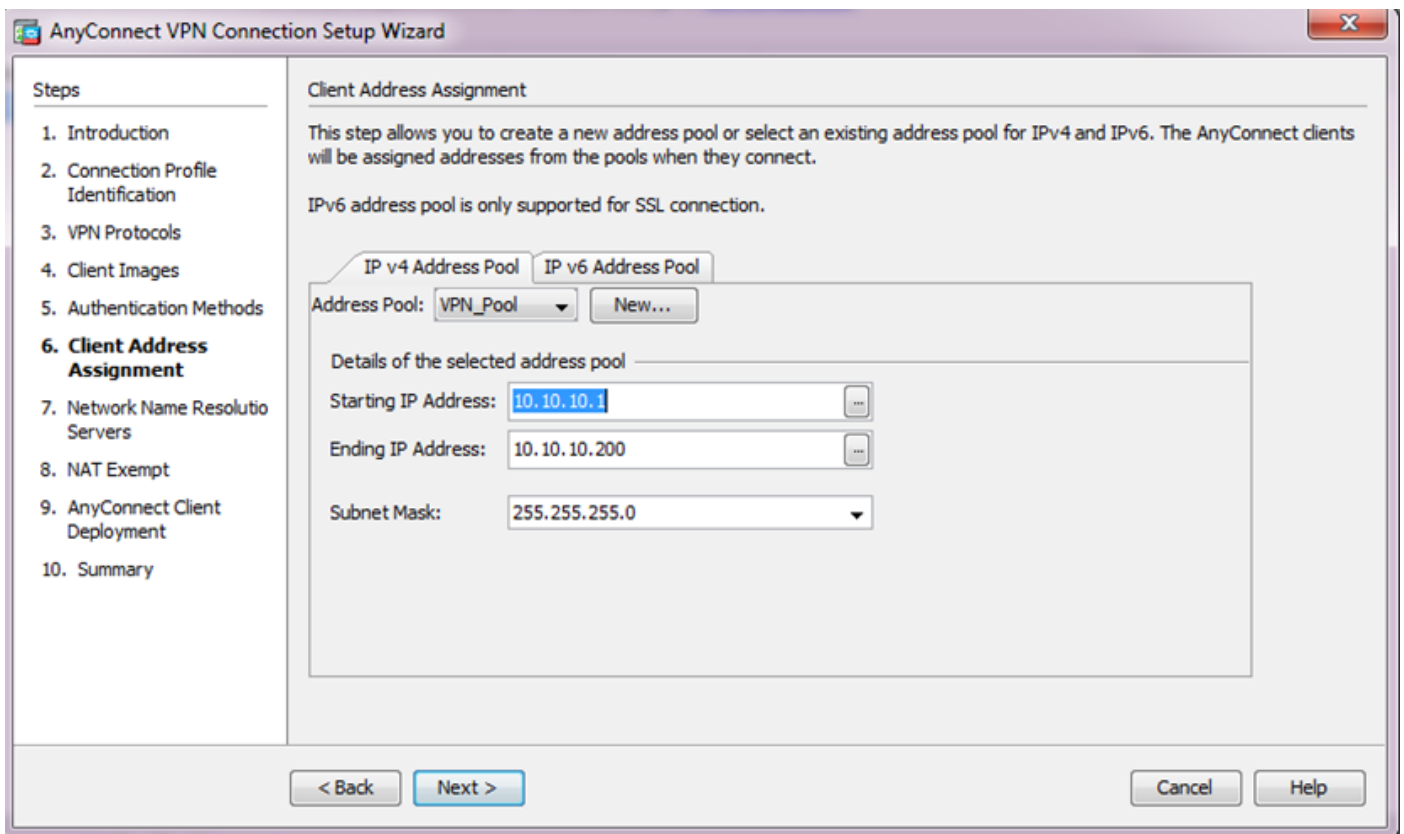 AnyConnect VPN Connection Setup Wizard
Steps
1. Introduction
2. Connection Profile
Identification
3. VPN Protocols
4. Client Images
5. Authentication Methods
6. Client Address
Assignment
7. Network Name Resolutio
Servers
8. NAT Exempt
9. AnyConnect Client
Deployment
10. Summary
Client Address Assignment
This step allows you to create a new address pool or select an existing address pool for IPv4 and IPv6. The AnyConnect clients
will be assigned addresses from the pools when they connect.
IPv6 address pool is only supported for SSL connection.
IP v4 Address Pool IP v6 Address Pool
Address Pool: VPN_Pool New...
Details of the selected address pool
Starting IP Address: 10.10.10.1 ...
Ending IP Address: 10.10.10.200 ...
Subnet Mask: 255.255.255.0
< Back Next > Cancel Help